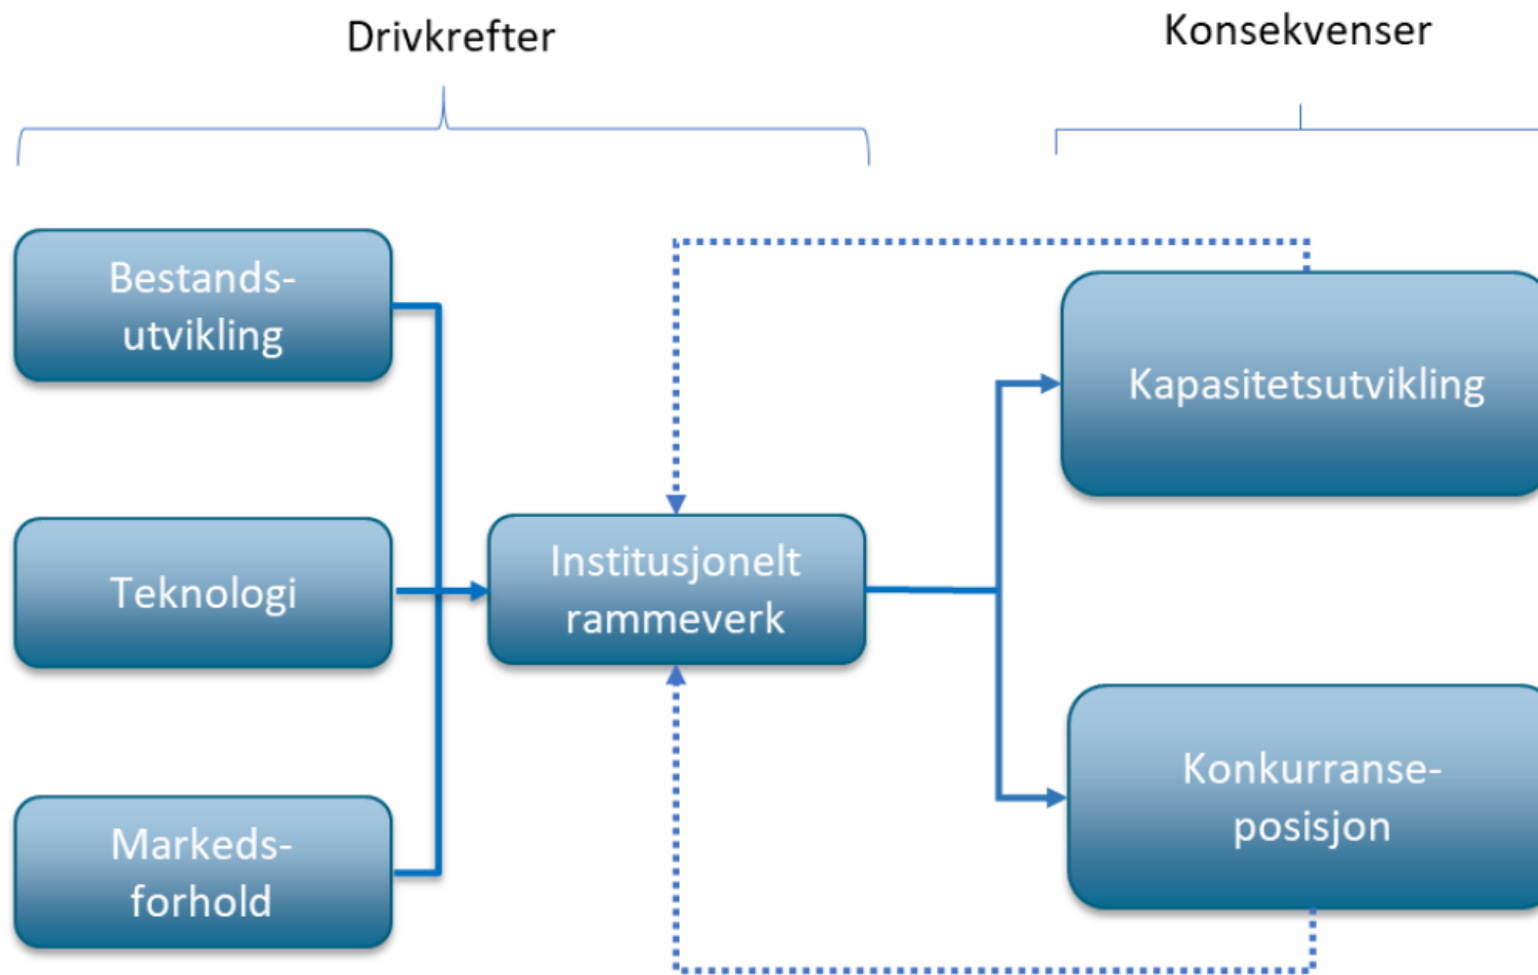 Drivkrefter
Konsekvenser
Bestands-
utvikling
Teknologi
Markeds-
forhold
Institusjonelt
rammeverk
Kapasitetsutvikling
Konkurranse-
posisjon